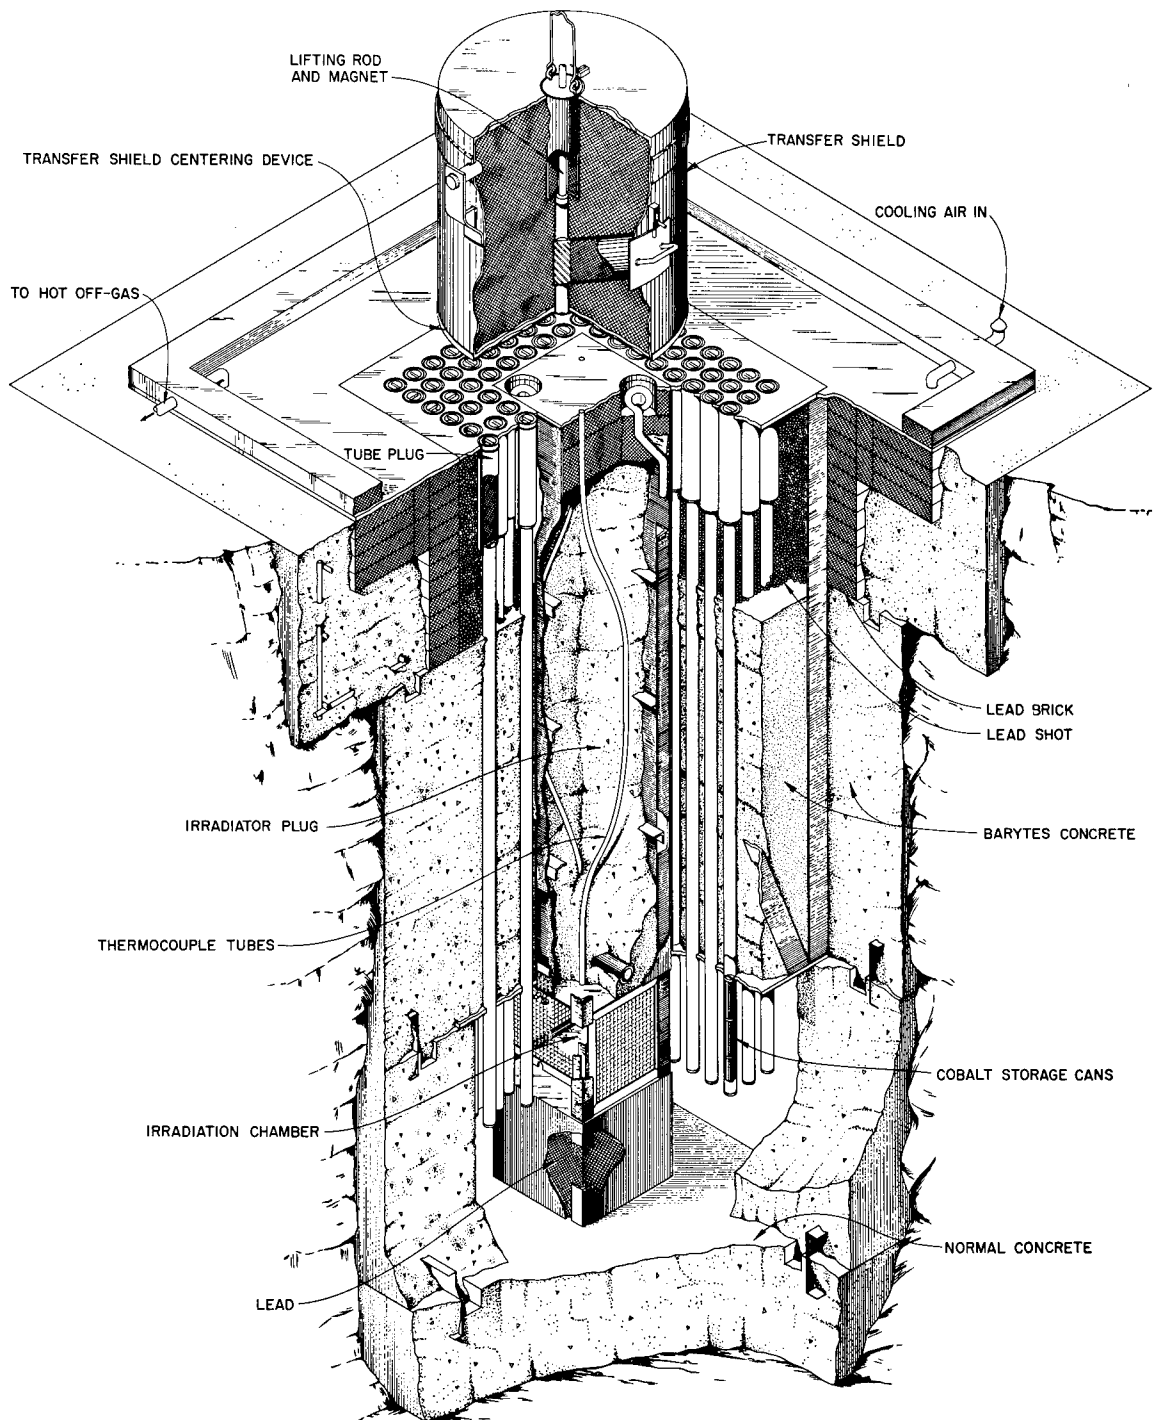 LIFTING ROD
AND MAGNET
TRANSFER SHIELD
TRANSFER SHIELD CENTERING DEVICE
COOLING AIR IN
TO HOT OFF-GAS
TUBE PLUG
LEAD BRICK
LEAD SHOT
IRRADIATOR PLUG
BARYTES CONCRETE
THERMOCOUPLE TUBES
COBALT STORAGE CANS
IRRADIATION CHAMBER
NORMAL CONCRETE
LEAD